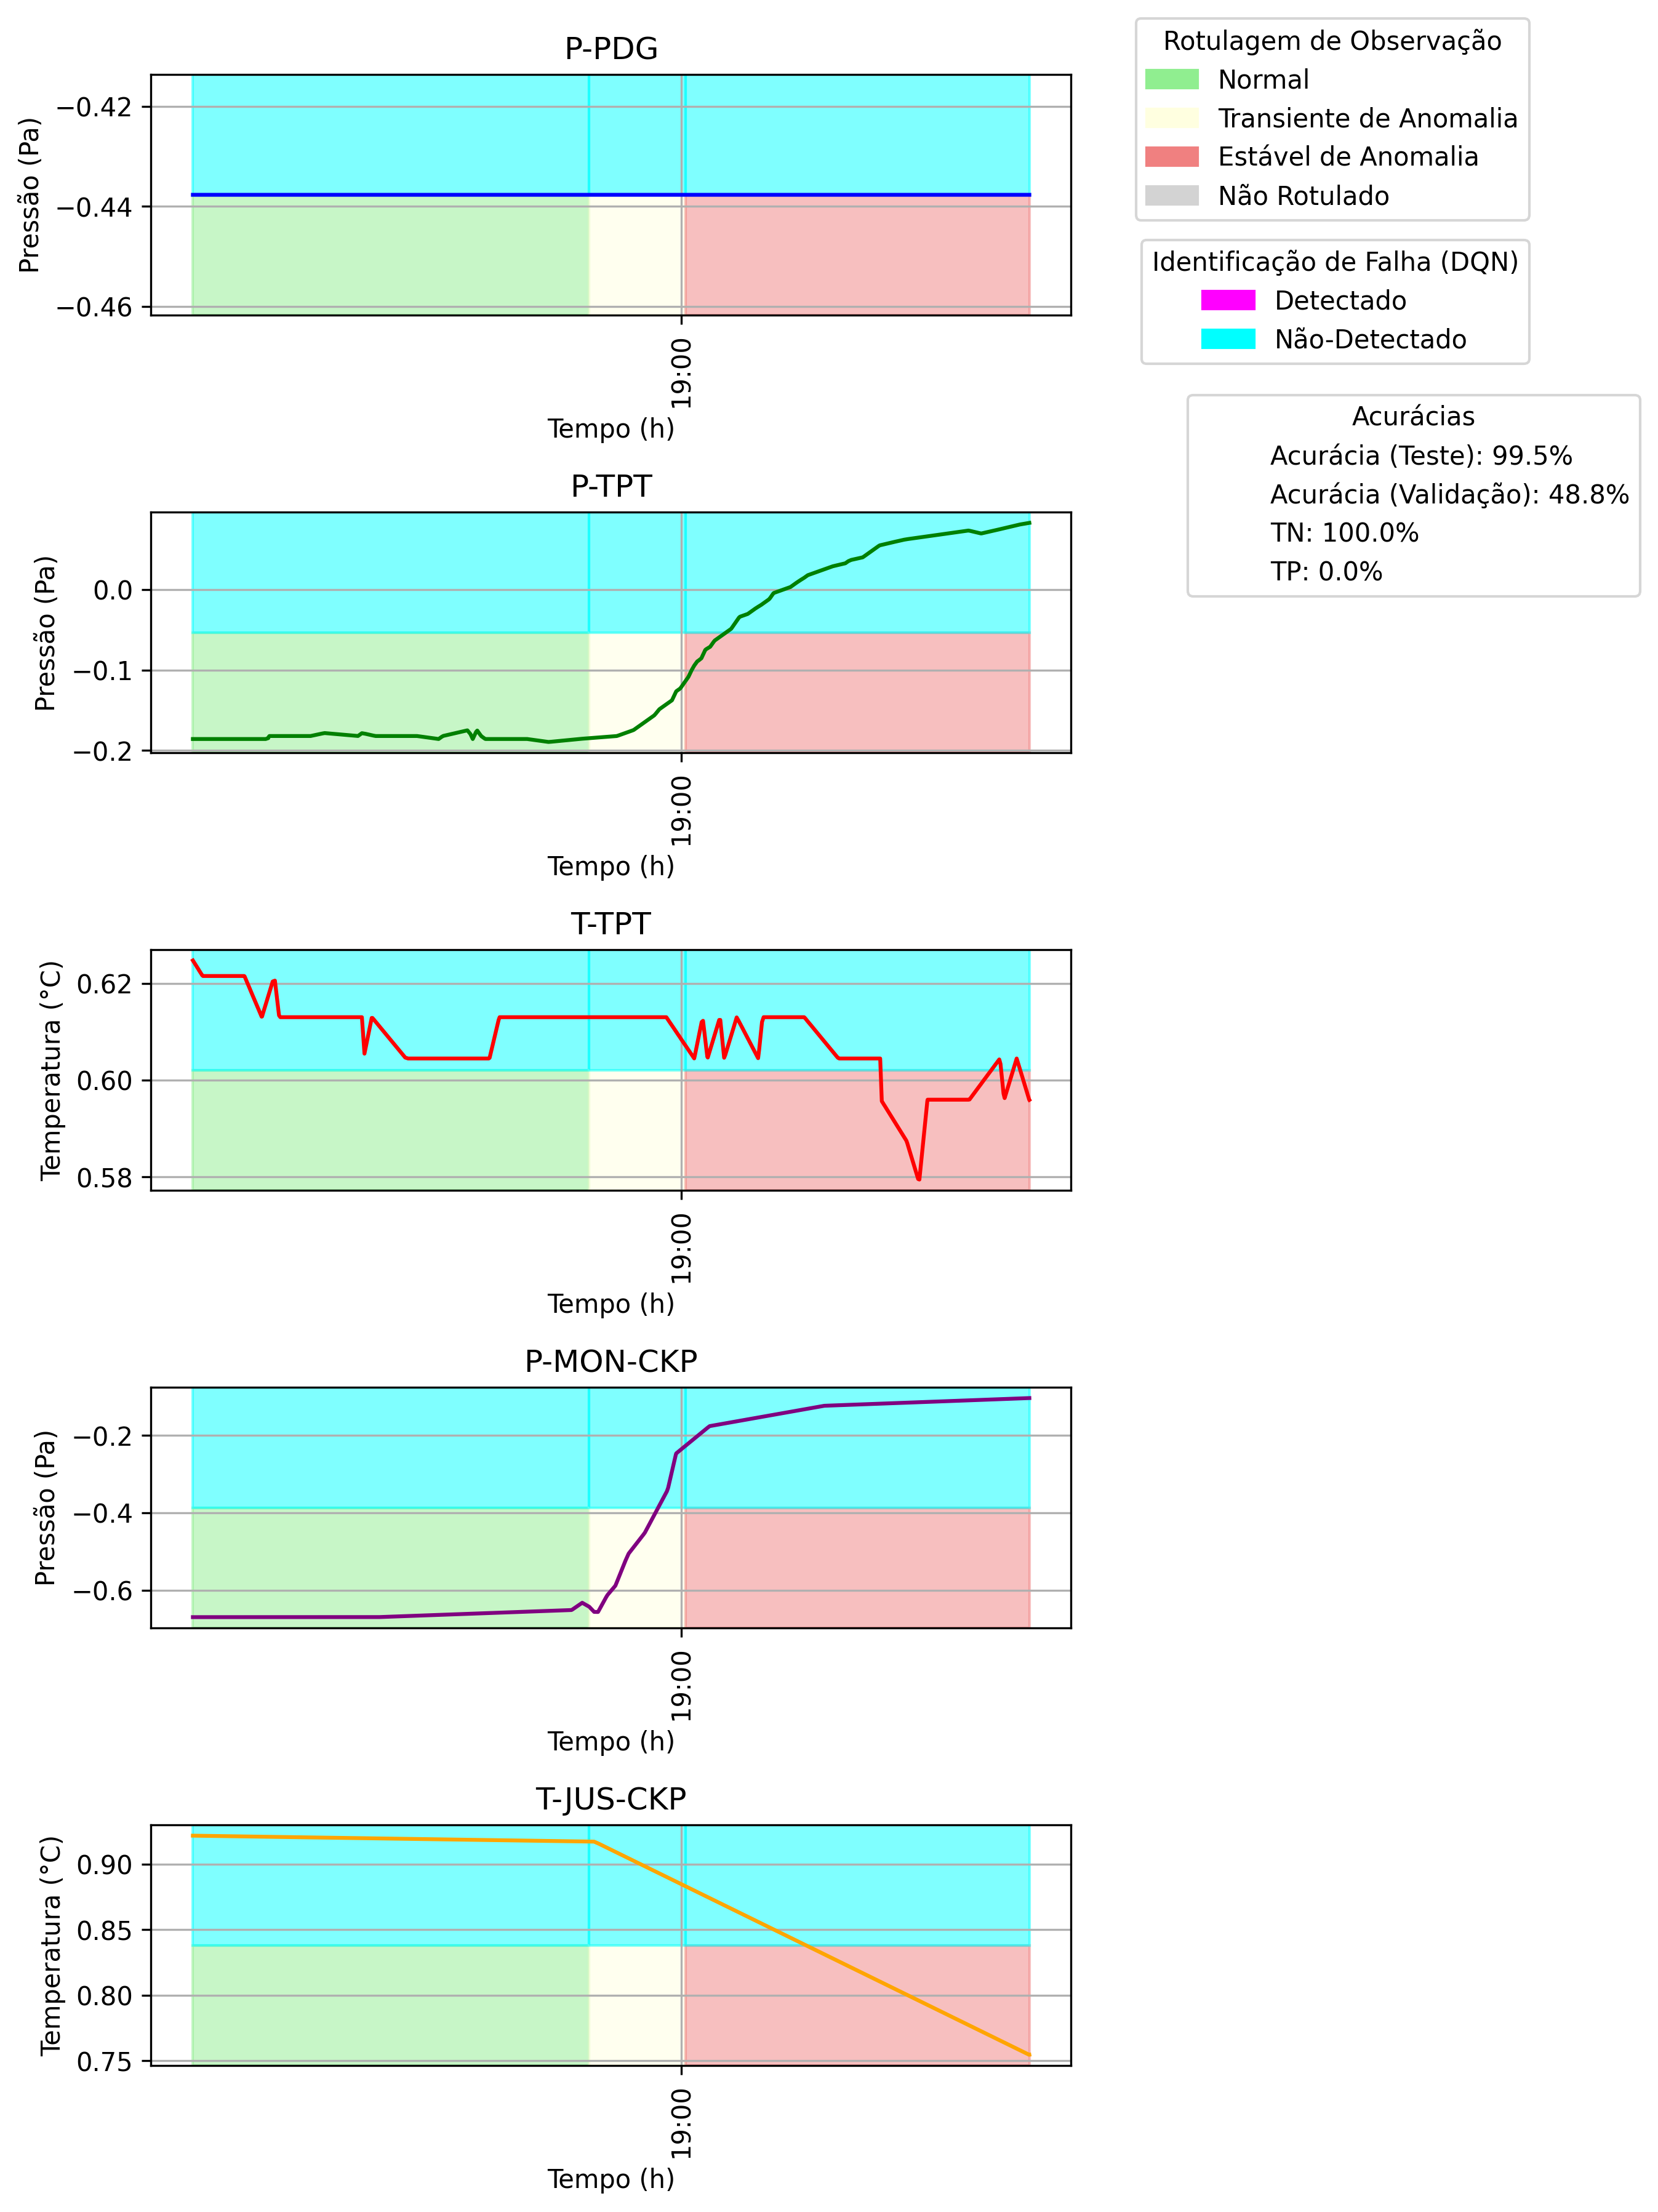 P-PDG
Pressão (Pa)
−0.42
−0.44
−0.46
19:00
Tempo (h)
Rotulagem de Observação
Normal
Transiente de Anomalia
Estável de Anomalia
Não Rotulado
Identificação de Falha (DQN)
Detectado
Não-Detectado
Acurácias
Acurácia (Teste): 99.5%
Acurácia (Validação): 48.8%
TN: 100.0%
TP: 0.0%
P-TPT
Pressão (Pa)
0.0
−0.1
−0.2
19:00
Tempo (h)
T-TPT
Temperatura (°C)
0.62
0.60
0.58
19:00
Tempo (h)
P-MON-CKP
Pressão (Pa)
−0.2
−0.4
−0.6
19:00
Tempo (h)
T-JUS-CKP
Temperatura (°C)
0.90
0.85
0.80
0.75
19:00
Tempo (h)